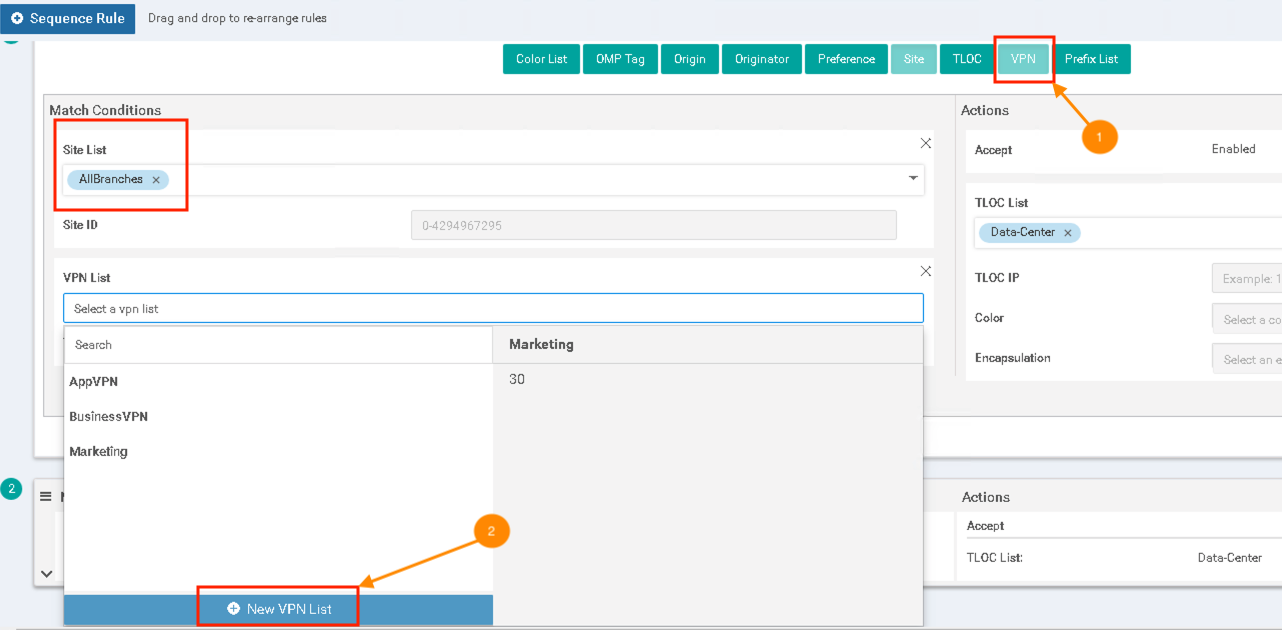 Sequence Rule Drag and drop to re-arrange rules
Color List OMP Tag Origin Originator Preference Site TLOC VPN Prefix List
Match Conditions Actions
1
Site List Accept Enabled
AllBranches
TLOC List
Site ID 0-4294967295 Data-Center
VPN List TLOC IP Example: 1
Select a vpn list Color Select a co
Search Marketing
Encapsulation Select an e
AppVPN 30
BusinessVPN
Marketing
2 Actions
2 Accept
TLOC List: Data-Center
New VPN List